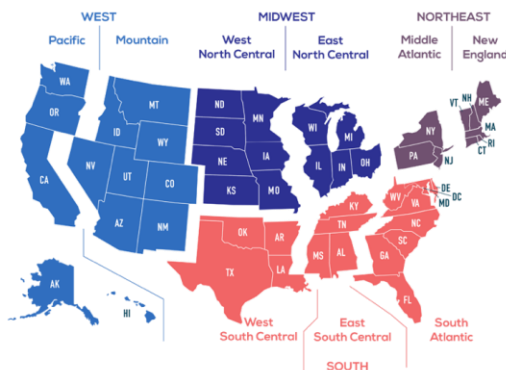 WEST
MIDWEST
NORTHEAST
Pacific
Mountain
West
North Central
East
North Central
Middle
Atlantic
New
England
WA
OR
CA
NV
ID
MT
WY
UT
CO
AZ
NM
AK
HI
ND
SD
NE
KS
MN
IA
MO
WI
MI
IL
IN
OH
NY
PA
NJ
VT
NH
ME
MA
RI
CT
OK
TX
AR
LA
KY
TN
MS
AL
WV
VA
DE
DC
MD
NC
SC
GA
FL
West
South Central
East
South Central
South
Atlantic
SOUTH